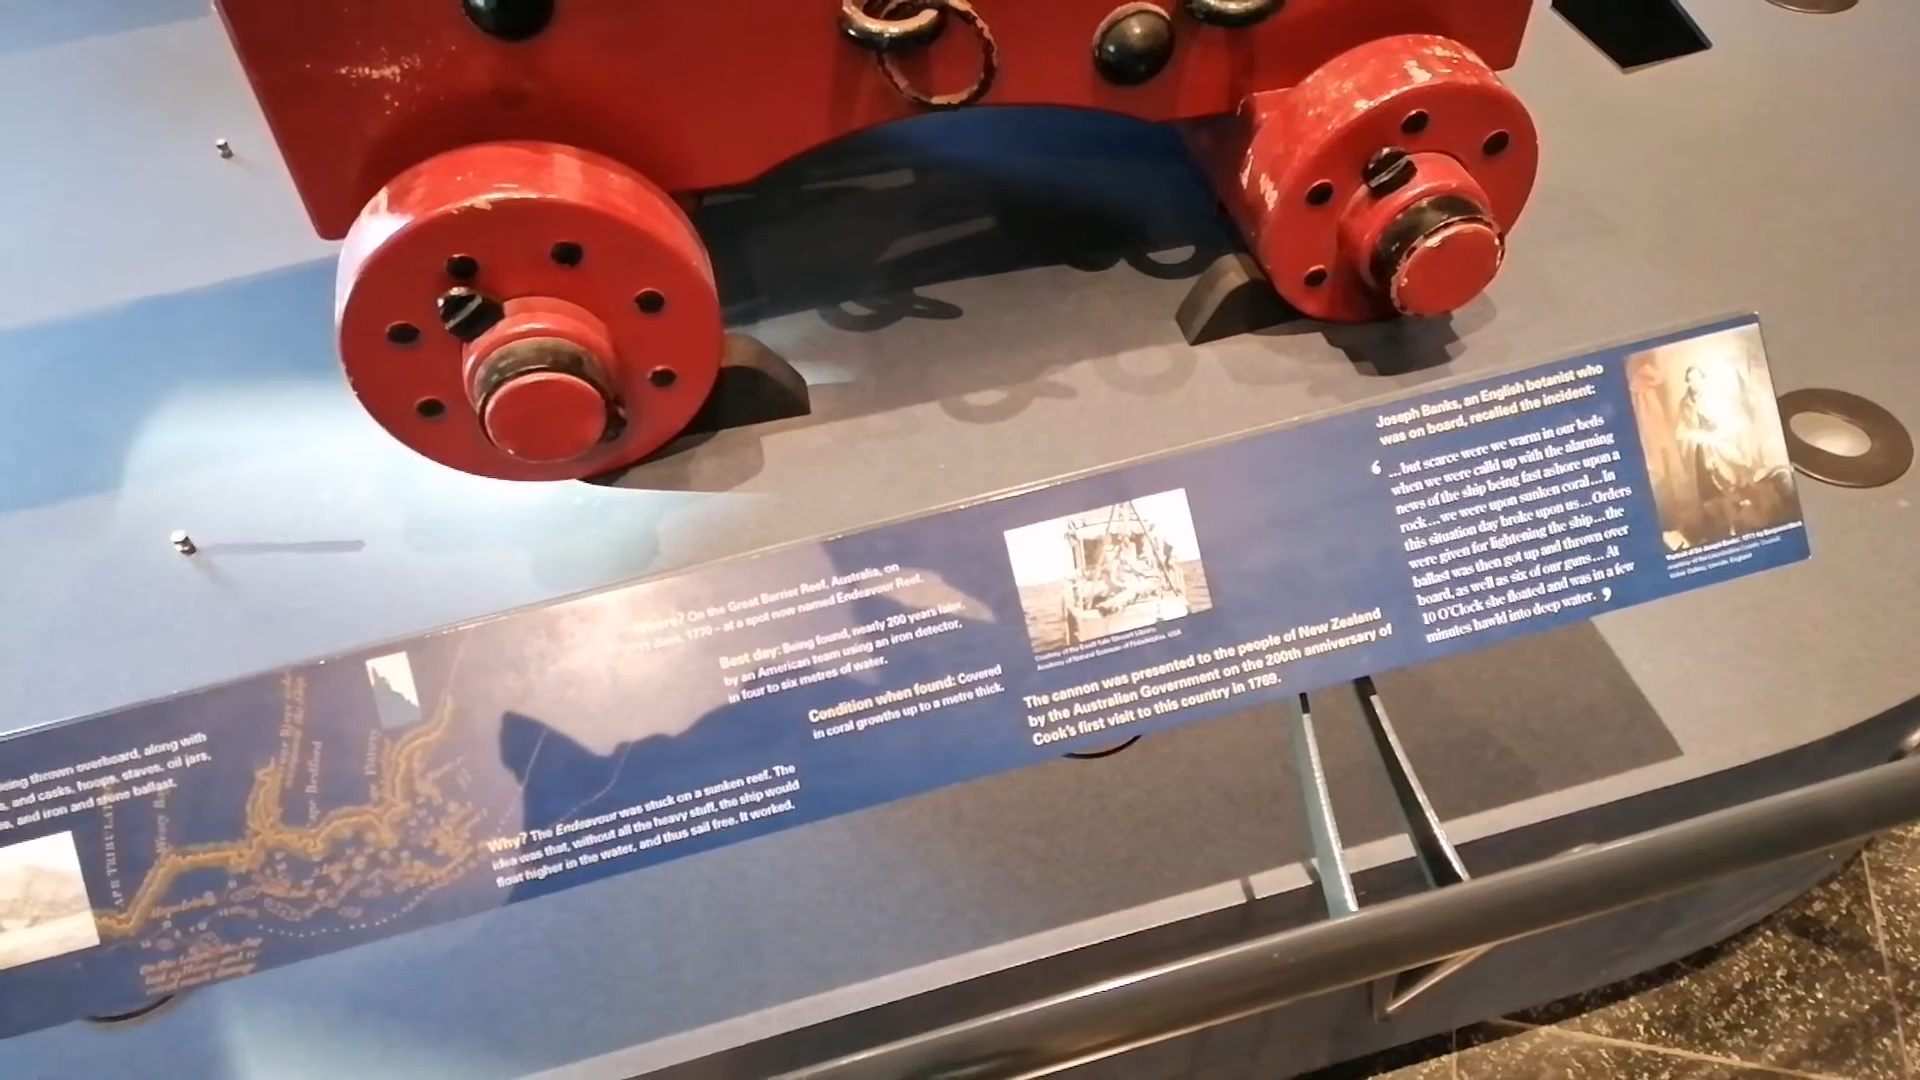 being thrown overboard, along with
and casks, hoops, staves, oil jars,
and iron and stone ballast.
Cape Bedford
Why? The Endeavour was stuck on a sunken reef. The
idea was that, without all the heavy stuff, the ship would
float higher in the water, and thus sail free. It worked.
Where? On the Great Barrier Reef, Australia, on
11 June, 1770 – at a spot now named Endeavour Reef.
Best day: Being found, nearly 200 years later,
by an American team using an iron detector,
in four to six metres of water.
Condition when found: Covered
in coral growths up to a metre thick.
Academy of Natural Sciences of Philadelphia, USA
The cannon was presented to the people of New Zealand
by the Australian Government on the 200th anniversary of
Cook's first visit to this country in 1769.
Joseph Banks, an English botanist who
was on board, recalled the incident:
‘ ...but scarce were we warm in our beds
when we were calld up with the alarming
news of the ship being fast ashore upon a
rock...we were upon sunken coral...In
this situation day broke upon us...Orders
were given for lightening the ship...the
ballast was then got up and thrown over
board, as well as six of our guns...At
10 O'Clock she floated and was in a few
minutes hawld into deep water. ’